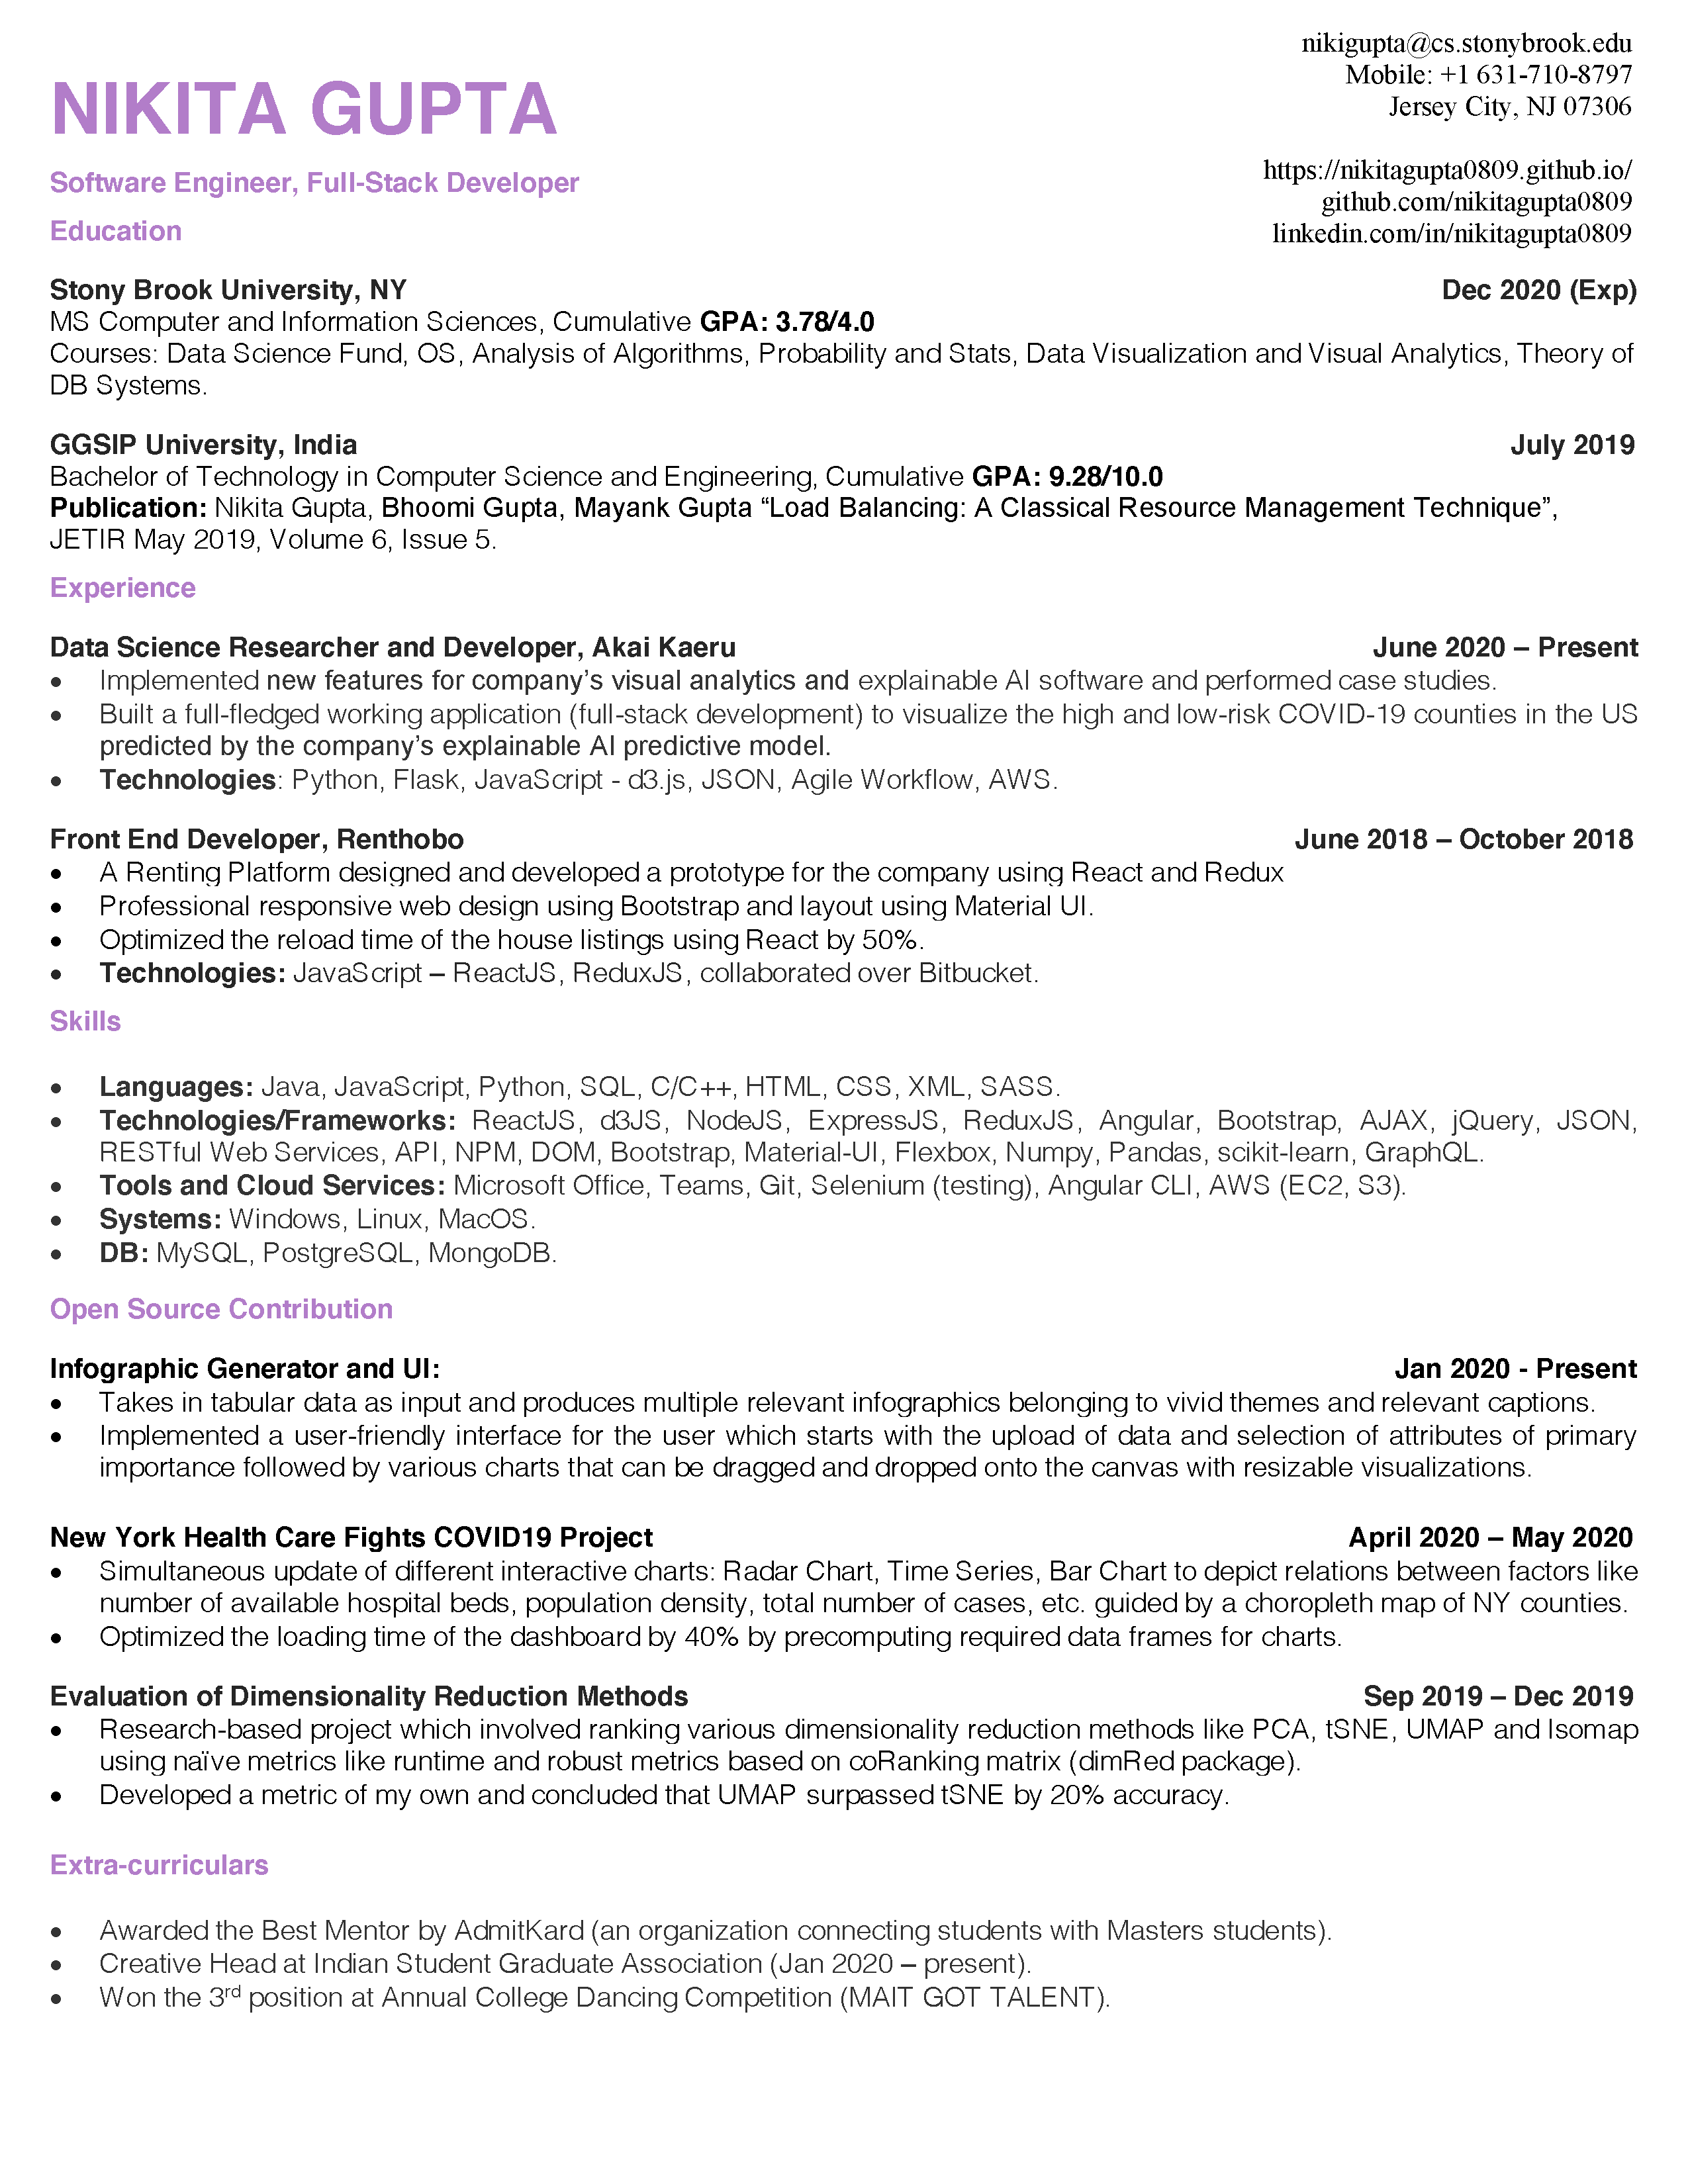 nikigupta@cs.stonybrook.edu
Mobile: +1 631-710-8797
Jersey City, NJ 07306
NIKITA GUPTA
https://nikitagupta0809.github.io/
Software Engineer, Full-Stack Developer
github.com/nikitagupta0809
Education
linkedin.com/in/nikitagupta0809
Stony Brook University, NY Dec 2020 (Exp)
MS Computer and Information Sciences, Cumulative GPA: 3.78/4.0
Courses: Data Science Fund, OS, Analysis of Algorithms, Probability and Stats, Data Visualization and Visual Analytics, Theory of
DB Systems.
GGSIP University, India July 2019
Bachelor of Technology in Computer Science and Engineering, Cumulative GPA: 9.28/10.0
Publication: Nikita Gupta, Bhoomi Gupta, Mayank Gupta “Load Balancing: A Classical Resource Management Technique”,
JETIR May 2019, Volume 6, Issue 5.
Experience
Data Science Researcher and Developer, Akai Kaeru June 2020 – Present
• Implemented new features for company’s visual analytics and explainable AI software and performed case studies.
• Built a full-fledged working application (full-stack development) to visualize the high and low-risk COVID-19 counties in the US
predicted by the company’s explainable AI predictive model.
• Technologies: Python, Flask, JavaScript - d3.js, JSON, Agile Workflow, AWS.
Front End Developer, Renthobo June 2018 – October 2018
• A Renting Platform designed and developed a prototype for the company using React and Redux
• Professional responsive web design using Bootstrap and layout using Material UI.
• Optimized the reload time of the house listings using React by 50%.
• Technologies: JavaScript – ReactJS, ReduxJS, collaborated over Bitbucket.
Skills
• Languages: Java, JavaScript, Python, SQL, C/C++, HTML, CSS, XML, SASS.
• Technologies/Frameworks: ReactJS, d3JS, NodeJS, ExpressJS, ReduxJS, Angular, Bootstrap, AJAX, jQuery, JSON,
RESTful Web Services, API, NPM, DOM, Bootstrap, Material-UI, Flexbox, Numpy, Pandas, scikit-learn, GraphQL.
• Tools and Cloud Services: Microsoft Office, Teams, Git, Selenium (testing), Angular CLI, AWS (EC2, S3).
• Systems: Windows, Linux, MacOS.
• DB: MySQL, PostgreSQL, MongoDB.
Open Source Contribution
Infographic Generator and UI: Jan 2020 - Present
• Takes in tabular data as input and produces multiple relevant infographics belonging to vivid themes and relevant captions.
• Implemented a user-friendly interface for the user which starts with the upload of data and selection of attributes of primary
importance followed by various charts that can be dragged and dropped onto the canvas with resizable visualizations.
New York Health Care Fights COVID19 Project April 2020 – May 2020
• Simultaneous update of different interactive charts: Radar Chart, Time Series, Bar Chart to depict relations between factors like
number of available hospital beds, population density, total number of cases, etc. guided by a choropleth map of NY counties.
• Optimized the loading time of the dashboard by 40% by precomputing required data frames for charts.
Evaluation of Dimensionality Reduction Methods Sep 2019 – Dec 2019
• Research-based project which involved ranking various dimensionality reduction methods like PCA, tSNE, UMAP and Isomap
using naïve metrics like runtime and robust metrics based on coRanking matrix (dimRed package).
• Developed a metric of my own and concluded that UMAP surpassed tSNE by 20% accuracy.
Extra-curriculars
• Awarded the Best Mentor by AdmitKard (an organization connecting students with Masters students).
• Creative Head at Indian Student Graduate Association (Jan 2020 – present).
• Won the 3rd position at Annual College Dancing Competition (MAIT GOT TALENT).